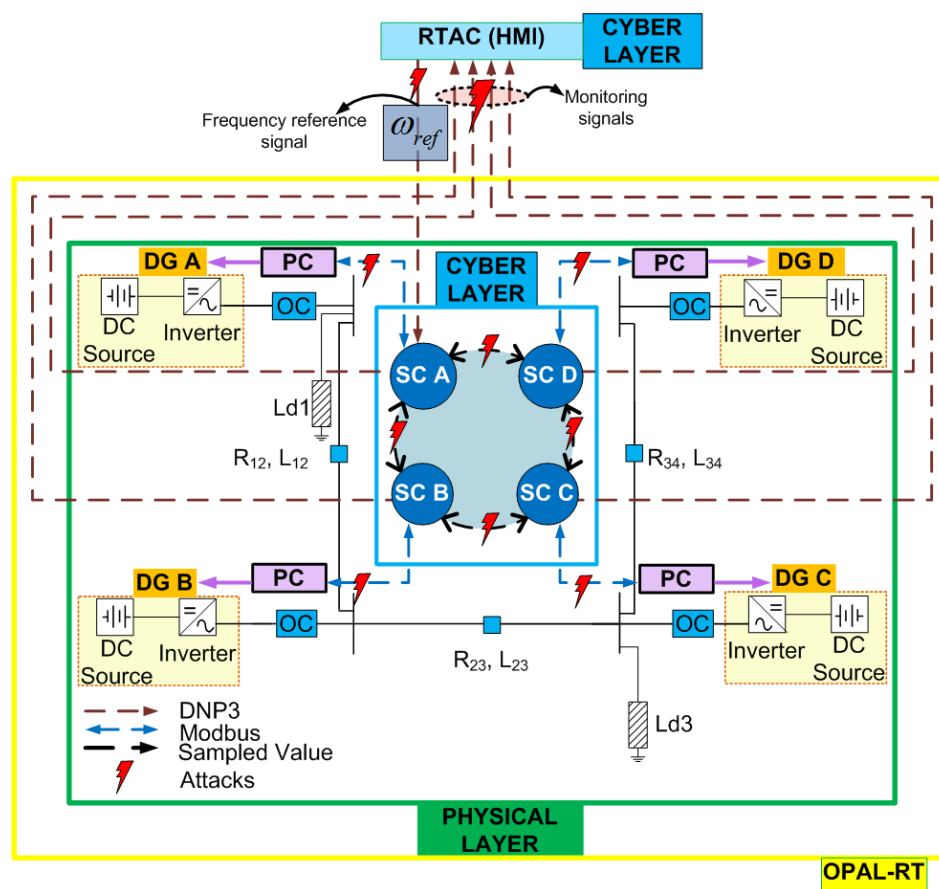 RTAC (HMI)
CYBER
LAYER
Frequency reference
signal
ω_ref
Monitoring
signals
DG A
PC
PC
DG D
CYBER
LAYER
DC
Source
Inverter
OC
OC
Inverter
DC
Source
SC A
SC D
Ld1
R₁₂, L₁₂
R₃₄, L₃₄
SC B
SC C
DG B
PC
PC
DG C
DC
Source
Inverter
OC
R₂₃, L₂₃
OC
Inverter
DC
Source
Ld3
DNP3
Modbus
Sampled Value
Attacks
PHYSICAL
LAYER
OPAL-RT